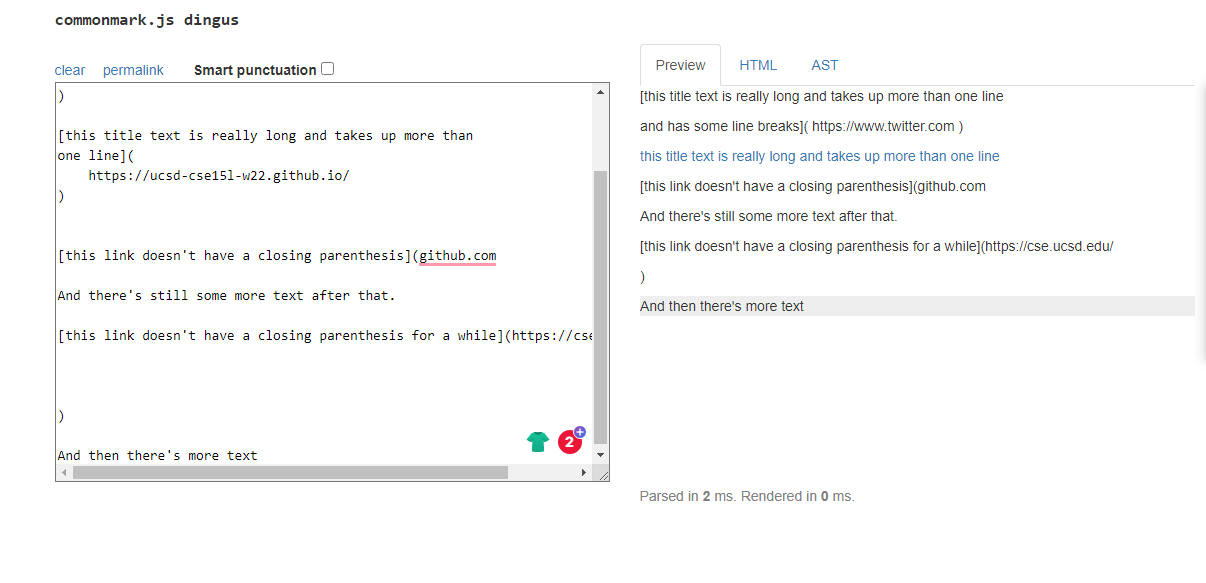 commonmark.js dingus
clear permalink Smart punctuation
)
[this title text is really long and takes up more than
one line](
https://ucsd-cse15l-w22.github.io/
)
[this link doesn't have a closing parenthesis](github.com
And there's still some more text after that.
[this link doesn't have a closing parenthesis for a while](https://cse
)
And then there's more text
2
Preview HTML AST
[this title text is really long and takes up more than one line
and has some line breaks]( https://www.twitter.com )
this title text is really long and takes up more than one line
[this link doesn't have a closing parenthesis](github.com
And there's still some more text after that.
[this link doesn't have a closing parenthesis for a while](https://cse.ucsd.edu/
)
And then there's more text
Parsed in 2 ms. Rendered in 0 ms.